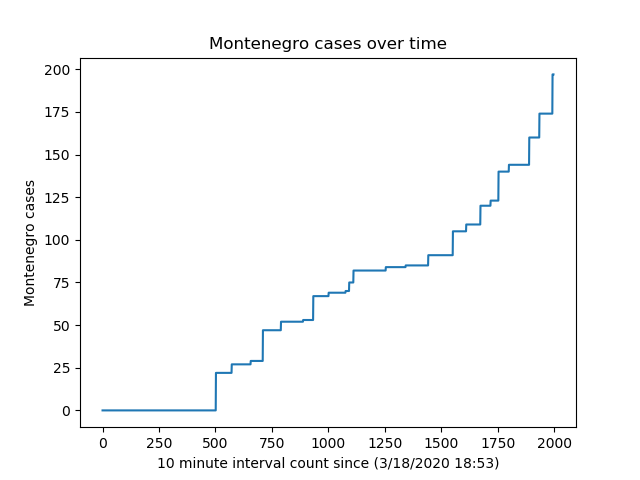 Montenegro cases over time
200
175
150
125
100
75
50
25
0
Montenegro cases
0 250 500 750 1000 1250 1500 1750 2000
10 minute interval count since (3/18/2020 18:53)